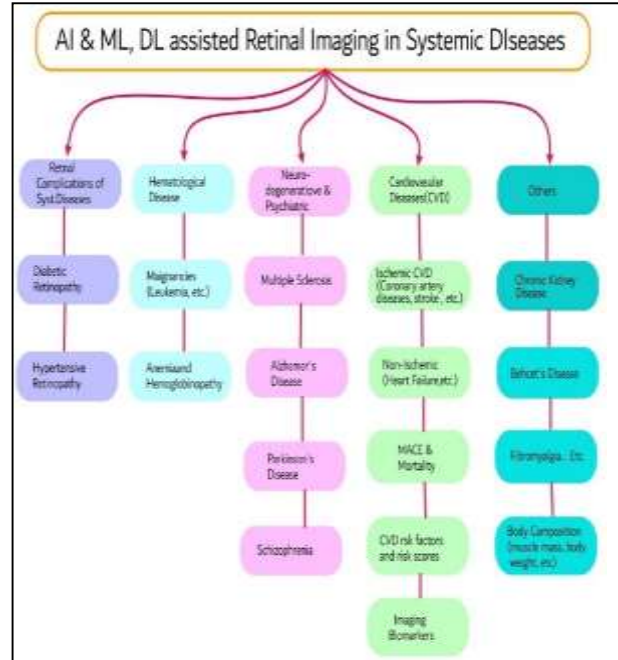 AI & ML, DL assisted Retinal Imaging in Systemic DIseases
Retinal
Complications of
Syst.Diseases
Diabetic
Retinopathy
Hypertensive
Retinopathy
Hematological
Disease
Maignancies
(Leukemia, etc.)
Anemiaand
Hemoglobinopathy
Neuro-
degeneratiove &
Psychiatric
Multiple Sclerosis
Alzheimor's
Disease
Parkinson's
Disease
Schizophrenia
Cardiovascular
Diseases(CVD)
Ischemic CVD
(Coronary artery
diseases, stroke , etc.)
Non-Ischemic
(Heart Failure,etc.)
MACE &
Mortality
CVD risk factors
and risk scores
Imaging
Biomarkers
Others
Chronic Kidney
Disease
Behcet's Disease
Fibromyalgia.. Etc
Body Composition
(muscle mass, body
weight, etc)